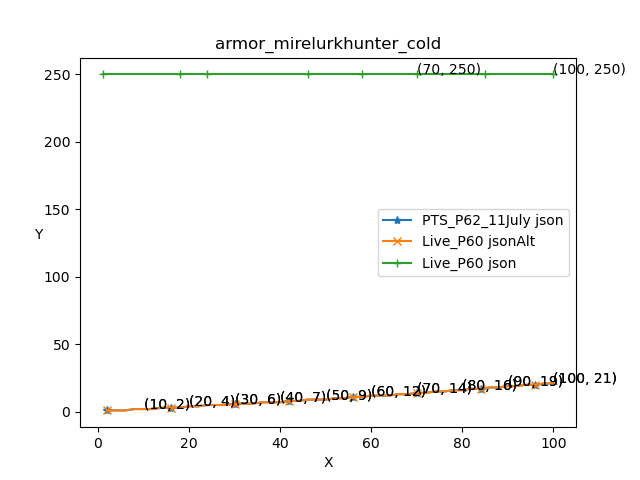 armor_mirelurkhunter_cold
250
(70, 250)
(100, 250)
200
150
Y
PTS_P62_11July json
Live_P60 jsonAlt
Live_P60 json
100
50
0
(10, 2)
(20, 4)
(30, 6)
(40, 7)
(50, 9)
(60, 12)
(70, 14)
(80, 16)
(90, 19)
(100, 21)
0 20 40 60 80 100
X